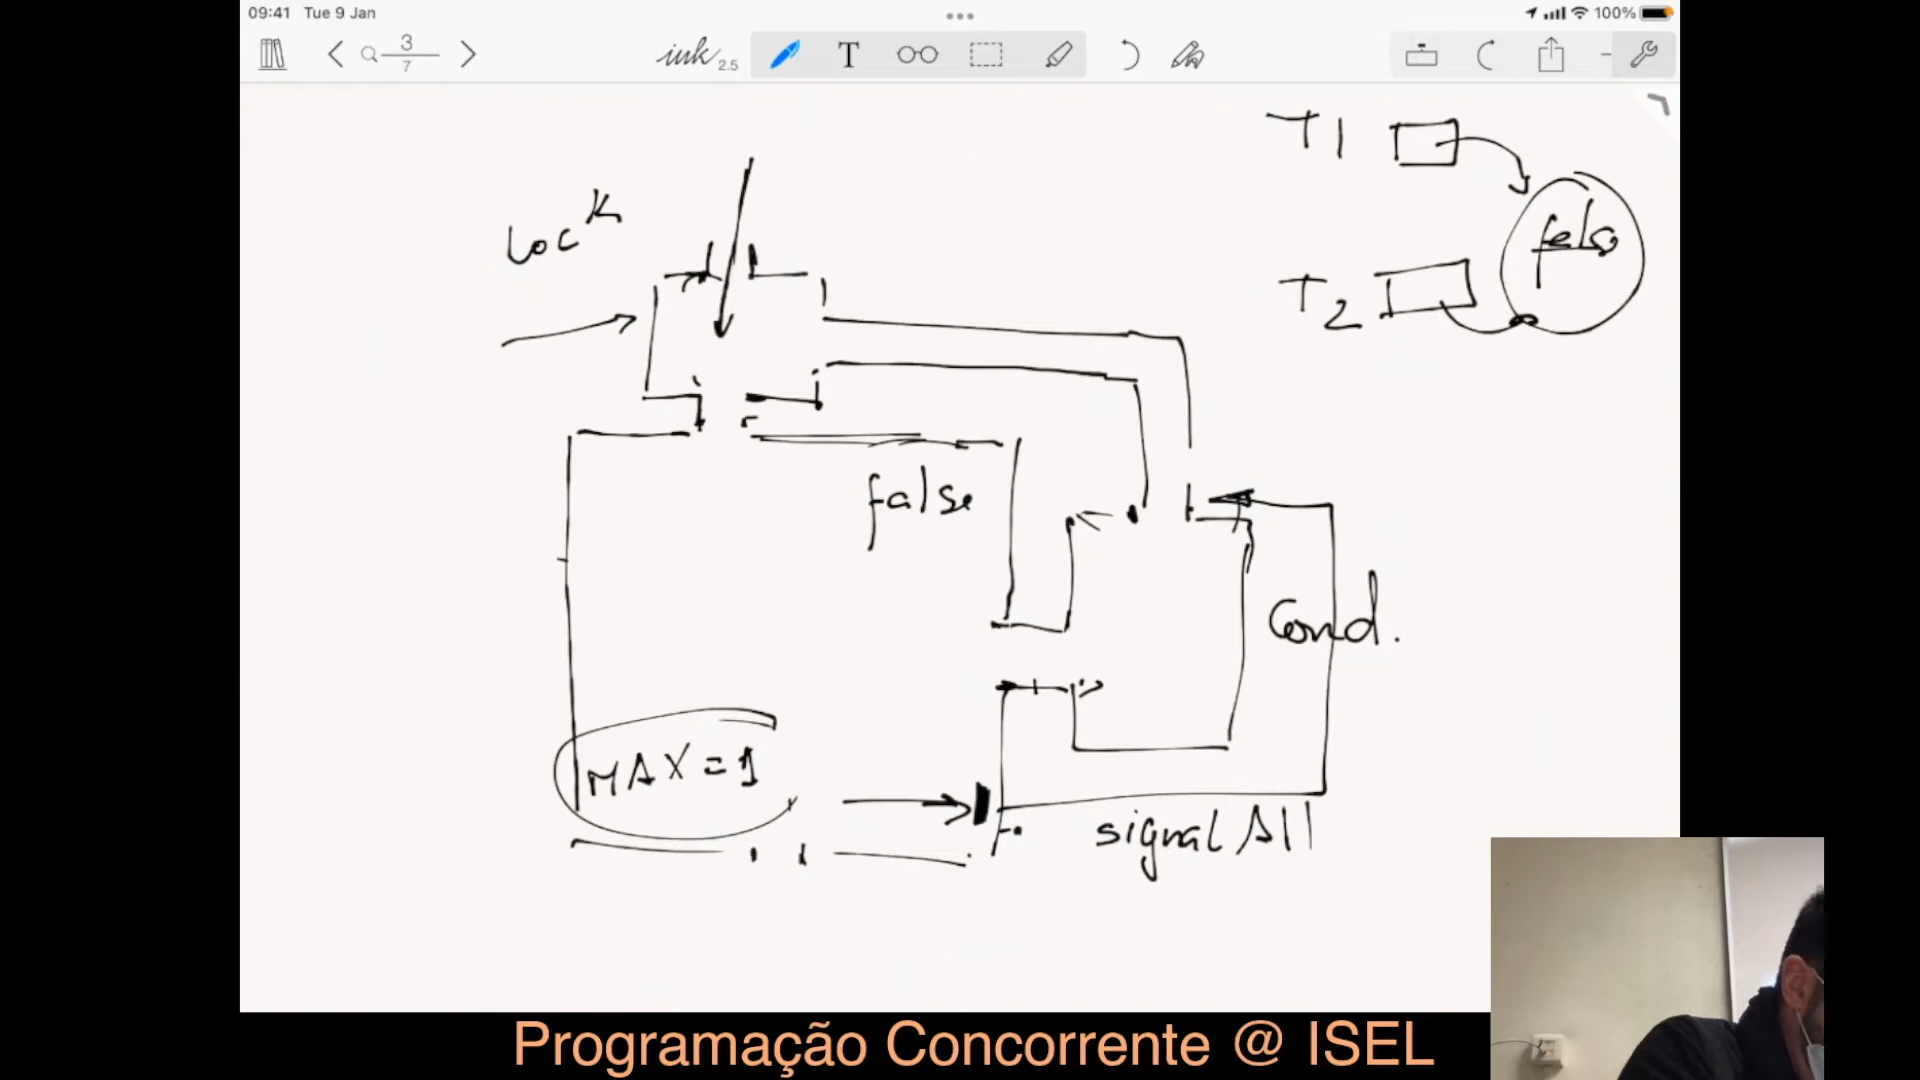 09:41 Tue 9 Jan
100%
3
7
ink 2.5
T
T1
Lock
fals
T2
false
Cond.
MAX=1
signal All
Programação Concorrente @ ISEL